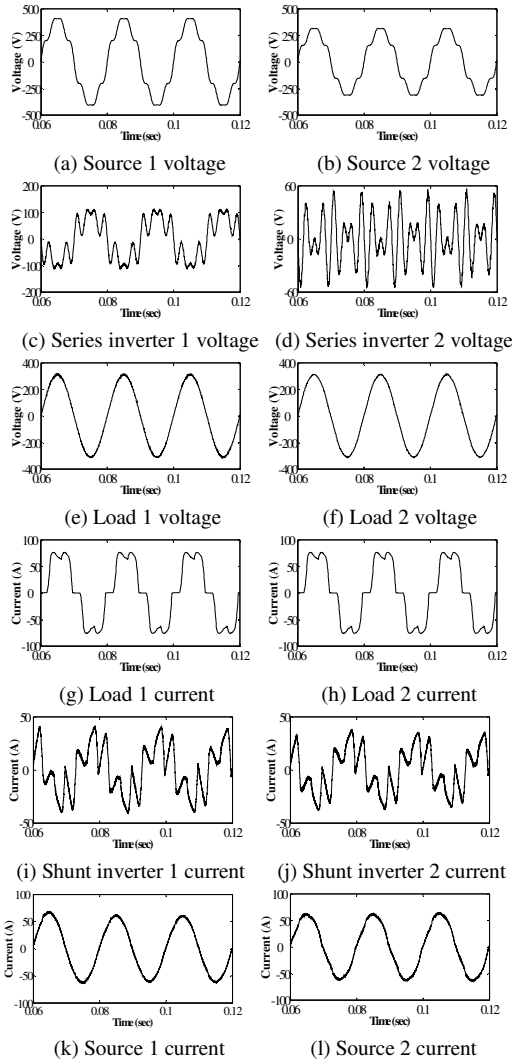 500
250
0
-250
-500
Voltage (V)
0.06 0.08 0.1 0.12
Time(sec)
(a) Source 1 voltage
500
250
0
-250
-500
Voltage (V)
0.06 0.08 0.1 0.12
Time(sec)
(b) Source 2 voltage
200
100
0
-100
-200
Voltage (V)
0.06 0.08 0.1 0.12
Time(sec)
(c) Series inverter 1 voltage
60
0
-60
Voltage (V)
0.06 0.08 0.1 0.12
Time(sec)
(d) Series inverter 2 voltage
400
200
0
-200
-400
Voltage (V)
0.06 0.08 0.1 0.12
Time(sec)
(e) Load 1 voltage
400
200
0
-200
-400
Voltage (V)
0.06 0.08 0.1 0.12
Time(sec)
(f) Load 2 voltage
100
50
0
-50
-100
Current (A)
0.06 0.08 0.1 0.12
Time(sec)
(g) Load 1 current
100
50
0
-50
-100
Current (A)
0.06 0.08 0.1 0.12
Time(sec)
(h) Load 2 current
50
0
-50
Current (A)
0.06 0.08 0.1 0.12
Time(sec)
(i) Shunt inverter 1 current
50
0
-50
Current (A)
0.06 0.08 0.1 0.12
Time(sec)
(j) Shunt inverter 2 current
100
50
0
-50
-100
Current (A)
0.06 0.08 0.1 0.12
Time(sec)
(k) Source 1 current
100
50
0
-50
-100
Current (A)
0.06 0.08 0.1 0.12
Time(sec)
(l) Source 2 current